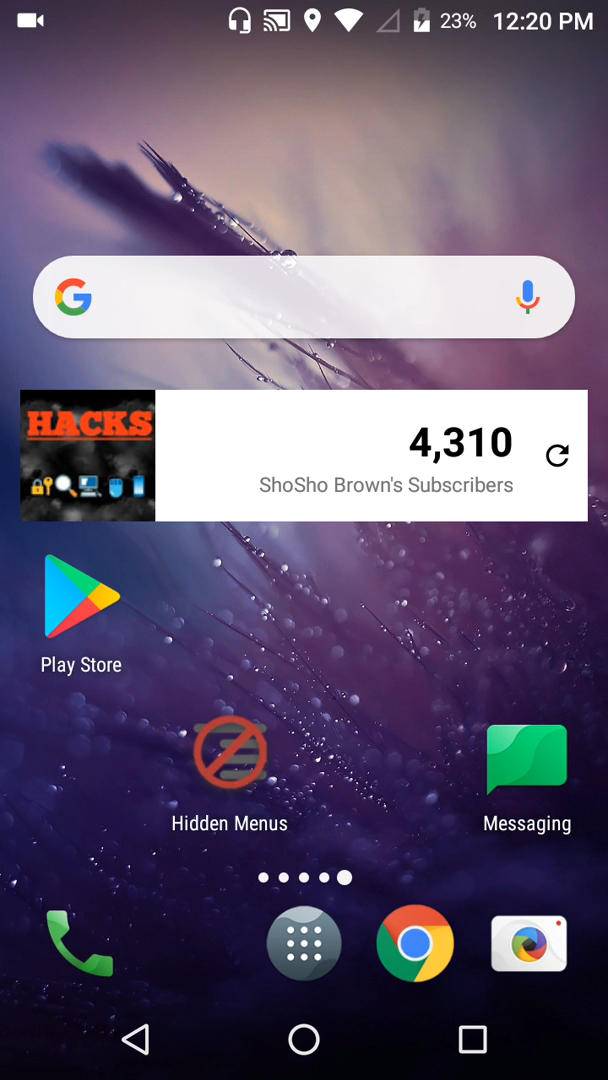 23% 12:20 PM
G
HACKS
4,310
ShoSho Brown's Subscribers
Play Store
Hidden Menus
Messaging